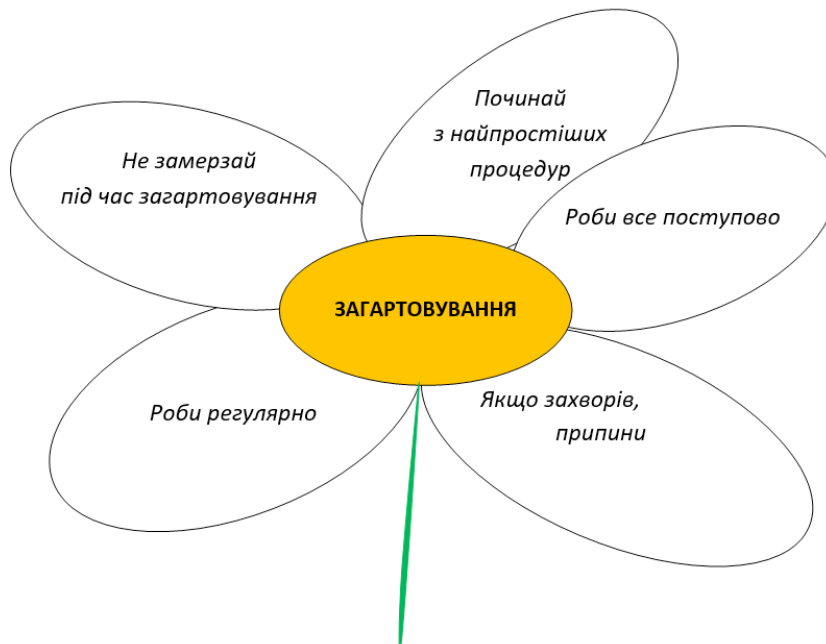 Починай
з найпростіших
процедур
Не замерзай
під час загартовування
Роби все поступово
ЗАГАРТОВУВАННЯ
Роби регулярно
Якщо захворів,
припини